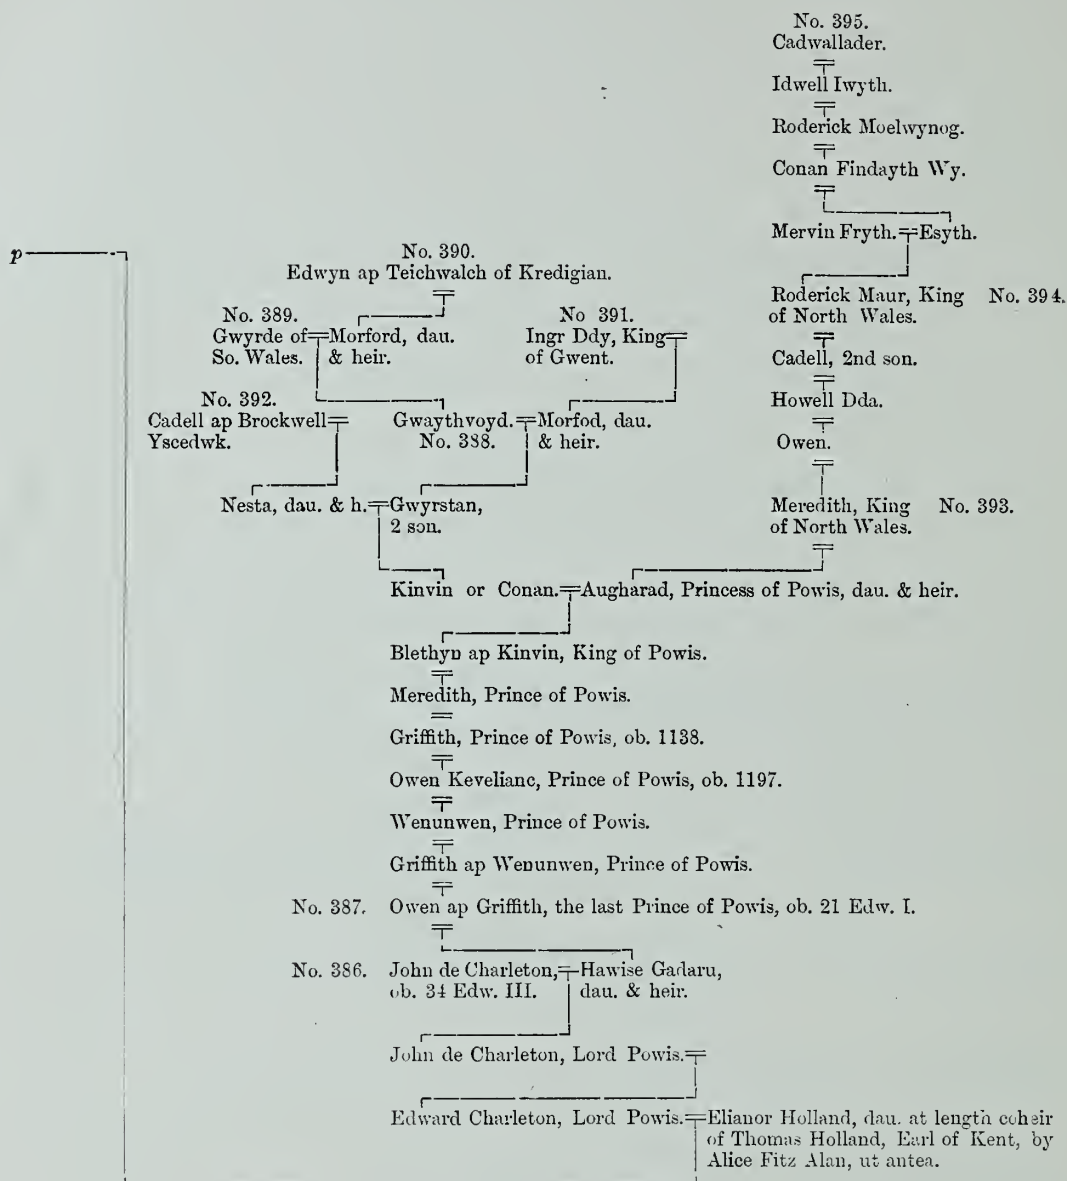 No. 395.
Cadwallader.
Idwell Iwyth.
Roderick Moelwynog.
Conan Findayth Wy.
Mervin Fryth. Esyth.
p
No. 390.
Edwyn ap Teichwalch of Kredigian.
Roderick Maur, King No. 394.
of North Wales.
No. 389. No 391.
Gwyrde of Morford, dau. Ingr Ddy, King
So. Wales. & heir. of Gwent.
Cadell, 2nd son.
No. 392.
Howell Dda.
Cadell ap Brockwell Gwaythvoyd. Morfod, dau.
Yscedwk. No. 388. & heir.
Owen.
Nesta, dau. & h. Gwyrstan,
2 son.
Meredith, King No. 393.
of North Wales.
Kinvin or Conan. Augharad, Princess of Powis, dau. & heir.
Blethyn ap Kinvin, King of Powis.
Meredith, Prince of Powis.
Griffith, Prince of Powis, ob. 1138.
Owen Kevelianc, Prince of Powis, ob. 1197.
Wenunwen, Prince of Powis.
Griffith ap Wenunwen, Prince of Powis.
No. 387. Owen ap Griffith, the last Prince of Powis, ob. 21 Edw. I.
No. 386. John de Charleton, Hawise Gadaru,
ob. 34 Edw. III. dau. & heir.
John de Charleton, Lord Powis.
Edward Charleton, Lord Powis. Elianor Holland, dau. at length coheir
of Thomas Holland, Earl of Kent, by
Alice Fitz Alan, ut antea.